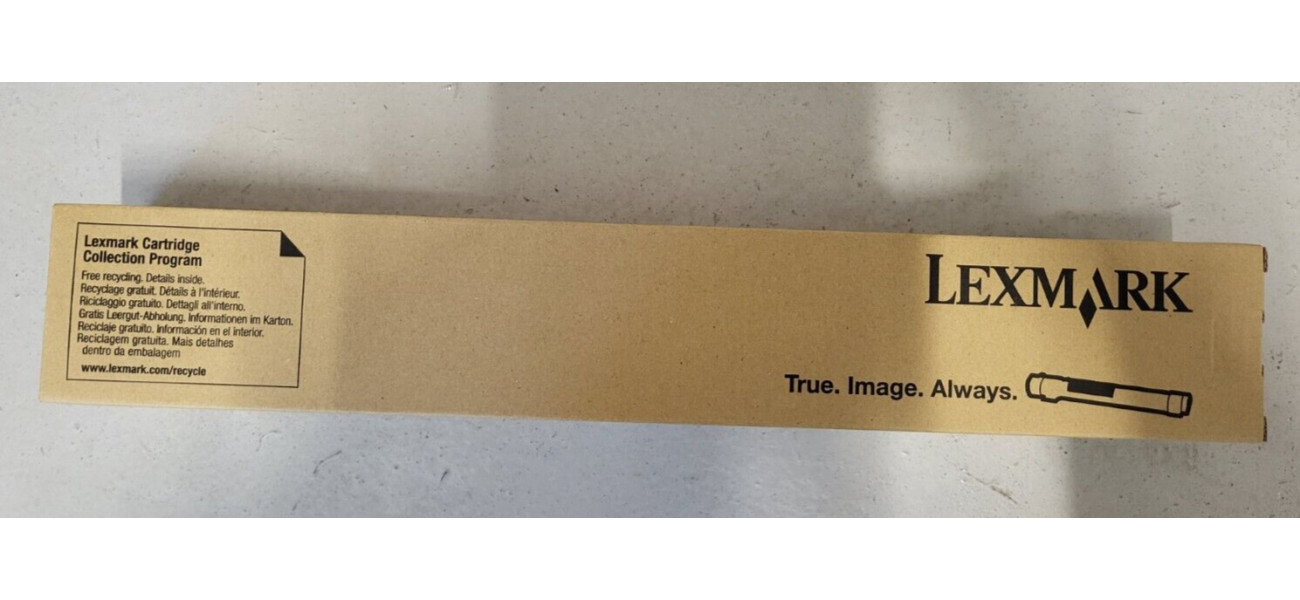 Lexmark Cartridge
Collection Program
Free recycling. Details inside.
Recyclage gratuit. Détails à l'intérieur.
Riciclaggio gratuito. Dettagli all'interno.
Gratis Leergut-Abholung. Informationen im Karton.
Reciclaje gratuito. Información en el interior.
Reciclagem gratuita. Mais detalhes
dentro da embalagem
www.lexmark.com/recycle
LEXMARK
True. Image. Always.